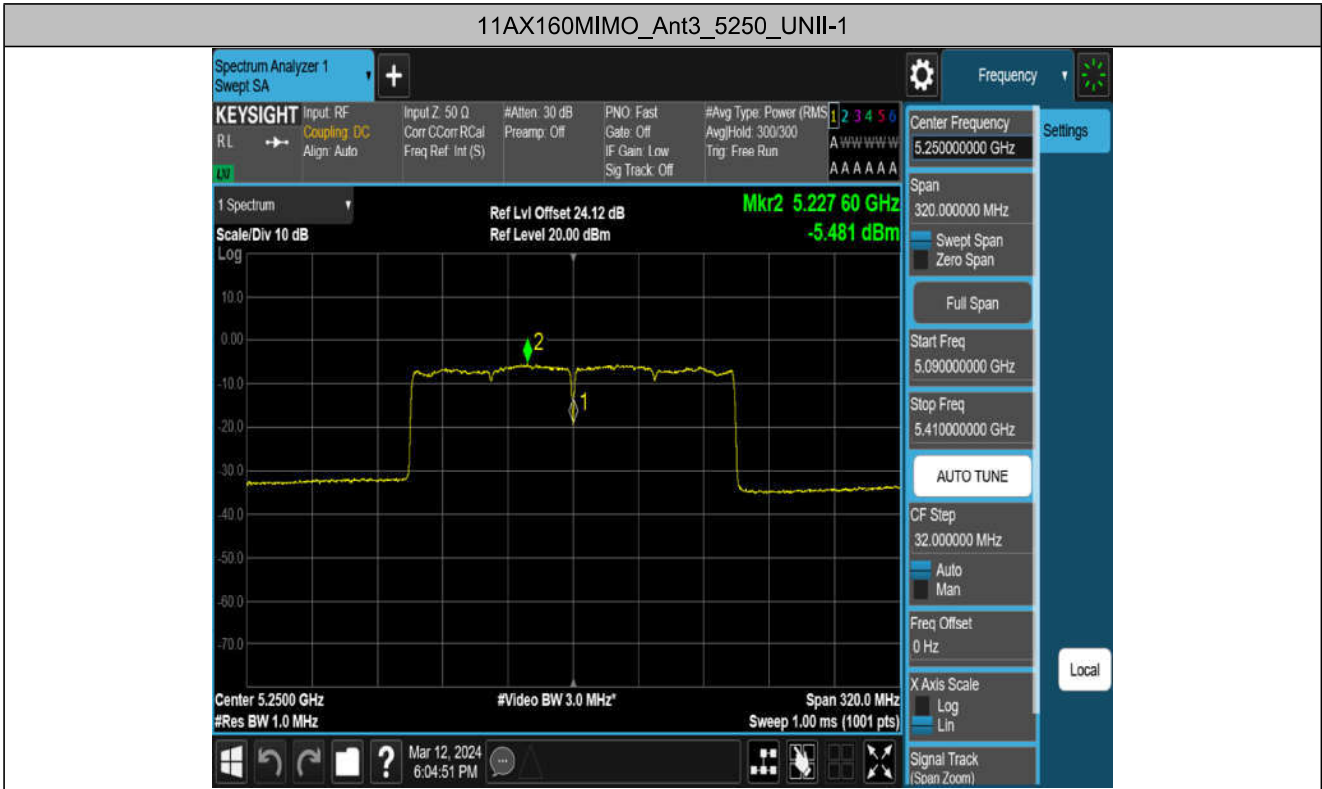 11AX160MIMO_Ant3_5250_UNII-1
Spectrum Analyzer 1
Swept SA
+
Frequency
KEYSIGHT
RL
LXI
Input: RF
Coupling: DC
Align: Auto
Input Z: 50 Ω
Corr CCorr RCal
Freq Ref: Int (S)
#Atten: 30 dB
Preamp: Off
PNO: Fast
Gate: Off
IF Gain: Low
Sig Track: Off
#Avg Type: Power (RMS
Avg|Hold: 300/300
Trig: Free Run
1 2 3 4 5 6
A W W W W W
A A A A A A
1 Spectrum
Scale/Div 10 dB
Log
Ref Lvl Offset 24.12 dB
Ref Level 20.00 dBm
Mkr2 5.227 60 GHz
-5.481 dBm
10.0
0.00
-10.0
-20.0
-30.0
-40.0
-50.0
-60.0
-70.0
2
1
Center 5.2500 GHz
#Res BW 1.0 MHz
#Video BW 3.0 MHz*
Span 320.0 MHz
Sweep 1.00 ms (1001 pts)
Center Frequency
5.250000000 GHz
Settings
Span
320.000000 MHz
Swept Span
Zero Span
Full Span
Start Freq
5.090000000 GHz
Stop Freq
5.410000000 GHz
AUTO TUNE
CF Step
32.000000 MHz
Auto
Man
Freq Offset
0 Hz
X Axis Scale
Log
Lin
Local
Signal Track
(Span Zoom)
?
Mar 12, 2024
6:04:51 PM